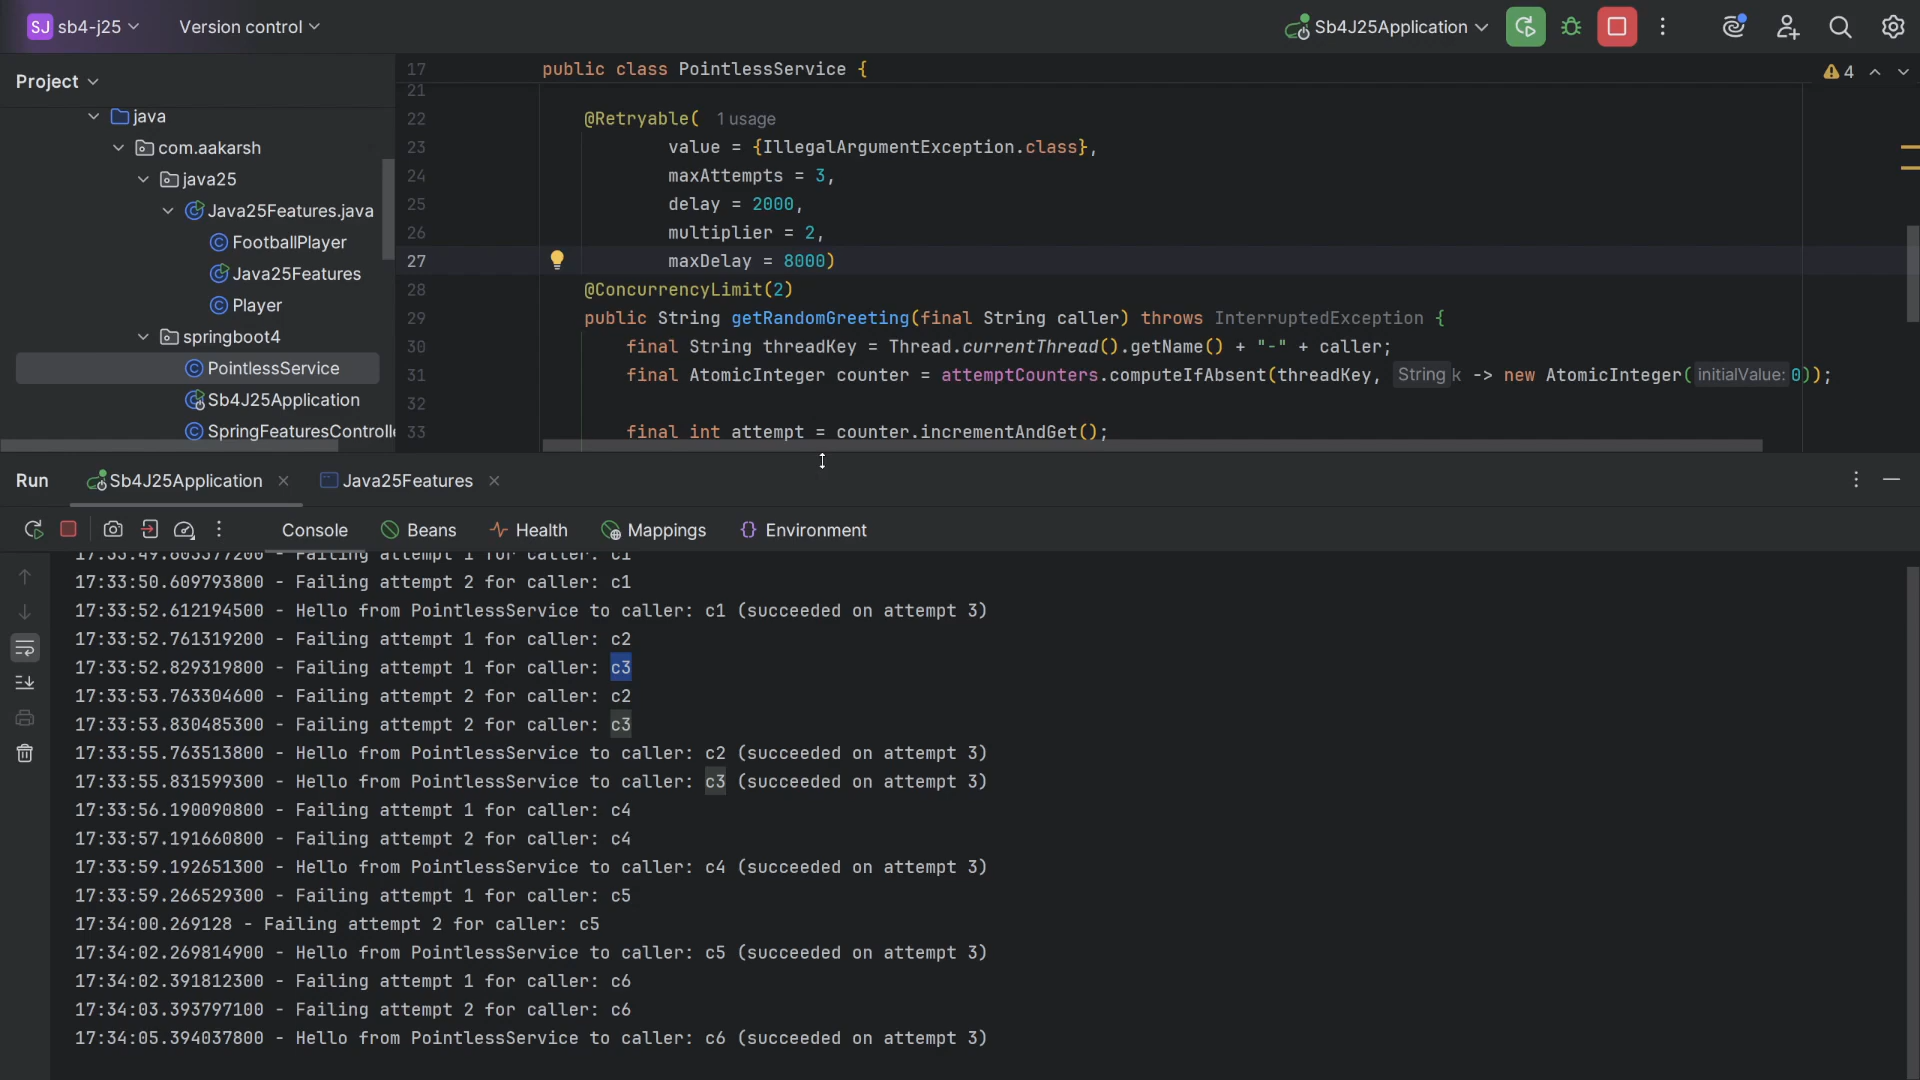 SJ sb4-j25
Version control
Sb4J25Application
Project
java
com.aakarsh
java25
Java25Features.java
FootballPlayer
Java25Features
Player
springboot4
PointlessService
Sb4J25Application
SpringFeaturesControlle
4
17 public class PointlessService {
21
22 @Retryable( 1 usage
23 value = {IllegalArgumentException.class},
24 maxAttempts = 3,
25 delay = 2000,
26 multiplier = 2,
27 maxDelay = 8000)
28 @ConcurrencyLimit(2)
29 public String getRandomGreeting(final String caller) throws InterruptedException {
30 final String threadKey = Thread.currentThread().getName() + "-" + caller;
31 final AtomicInteger counter = attemptCounters.computeIfAbsent(threadKey, String k -> new AtomicInteger( initialValue: 0));
32
33 final int attempt = counter.incrementAndGet();
Run Sb4J25Application Java25Features
Console Beans Health Mappings Environment
17:33:49.603377200 - Failing attempt 1 for caller: c1
17:33:50.609793800 - Failing attempt 2 for caller: c1
17:33:52.612194500 - Hello from PointlessService to caller: c1 (succeeded on attempt 3)
17:33:52.761319200 - Failing attempt 1 for caller: c2
17:33:52.829319800 - Failing attempt 1 for caller: c3
17:33:53.763304600 - Failing attempt 2 for caller: c2
17:33:53.830485300 - Failing attempt 2 for caller: c3
17:33:55.763513800 - Hello from PointlessService to caller: c2 (succeeded on attempt 3)
17:33:55.831599300 - Hello from PointlessService to caller: c3 (succeeded on attempt 3)
17:33:56.190090800 - Failing attempt 1 for caller: c4
17:33:57.191660800 - Failing attempt 2 for caller: c4
17:33:59.192651300 - Hello from PointlessService to caller: c4 (succeeded on attempt 3)
17:33:59.266529300 - Failing attempt 1 for caller: c5
17:34:00.269128 - Failing attempt 2 for caller: c5
17:34:02.269814900 - Hello from PointlessService to caller: c5 (succeeded on attempt 3)
17:34:02.391812300 - Failing attempt 1 for caller: c6
17:34:03.393797100 - Failing attempt 2 for caller: c6
17:34:05.394037800 - Hello from PointlessService to caller: c6 (succeeded on attempt 3)